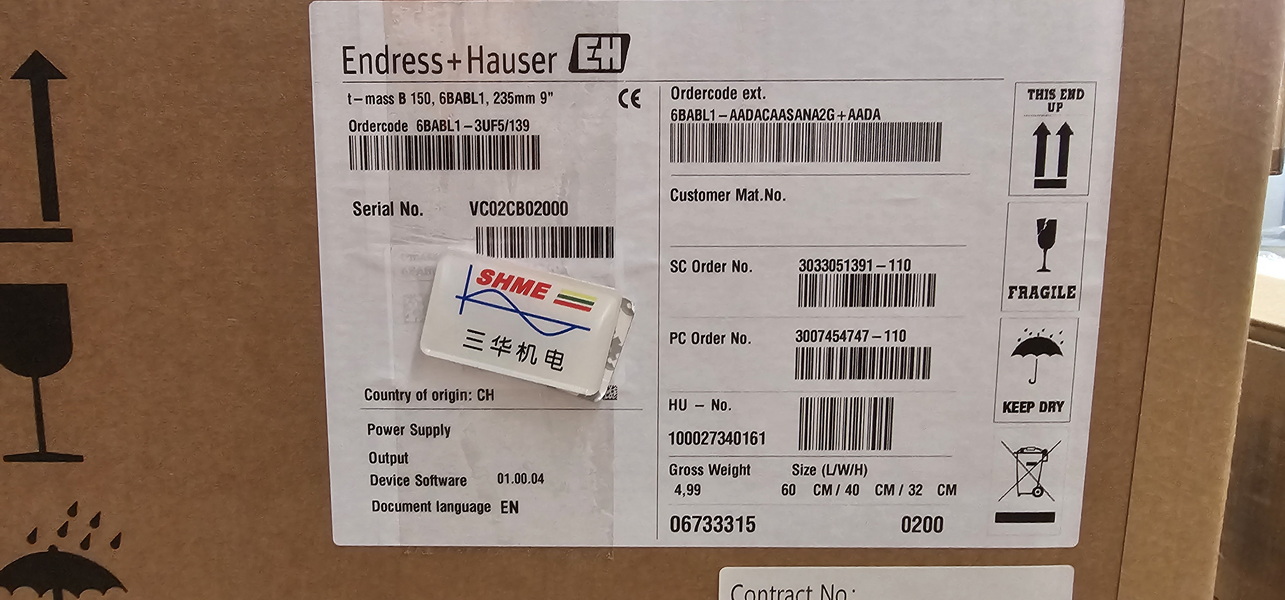 Endress+Hauser EH
t-mass B 150, 6BABL1, 235mm 9"
CE
Ordercode 6BABL1-3UF5/139
Serial No. VC02CB02000
SHME
三华机电
Country of origin: CH
Power Supply
Output
Device Software 01.00.04
Document language EN
Ordercode ext.
6BABL1-AADACAASANA2G+AADA
Customer Mat.No.
SC Order No. 3033051391-110
PC Order No. 3007454747-110
HU - No.
100027340161
Gross Weight Size (L/W/H)
4,99 60 CM/ 40 CM/ 32 CM
06733315 0200
THIS END
UP
FRAGILE
KEEP DRY
Contract No: